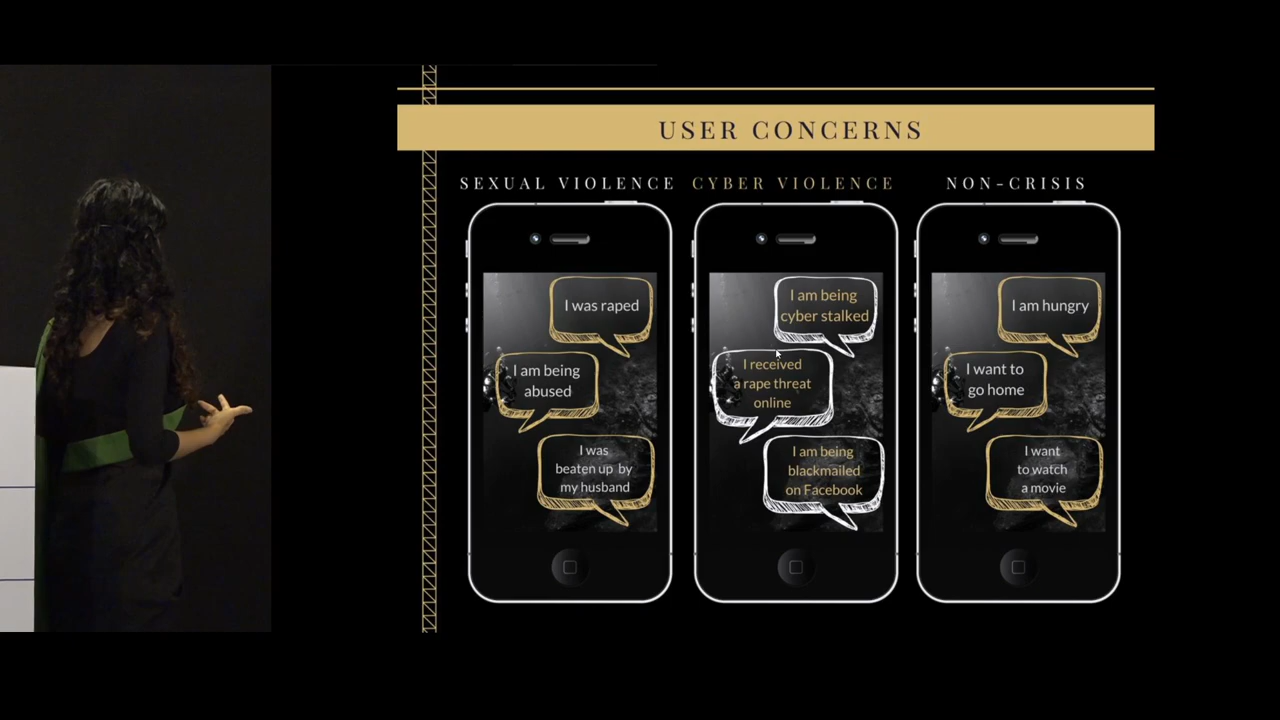 USER CONCERNS
SEXUAL VIOLENCE
I was raped
I am being
abused
I was
beaten up by
my husband
CYBER VIOLENCE
I am being
cyber stalked
I received
a rape threat
online
I am being
blackmailed
on Facebook
NON-CRISIS
I am hungry
I want to
go home
I want
to watch
a movie